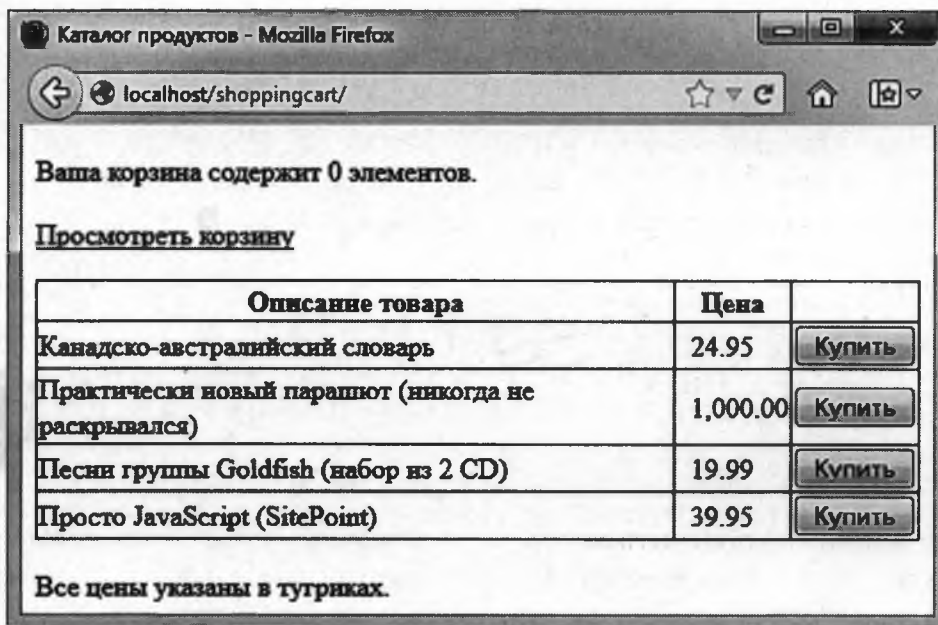 Каталог продуктов - Mozilla Firefox
localhost/shoppingcart/
Ваша корзина содержит 0 элементов.
Просмотреть корзину
Описание товара Цена
Канадско-австралийский словарь 24.95 Купить
Практически новый парашют (никогда не
раскрывался) 1,000.00 Купить
Песни группы Goldfish (набор из 2 CD) 19.99 Купить
Просто JavaScript (SitePoint) 39.95 Купить
Все цены указаны в тугриках.